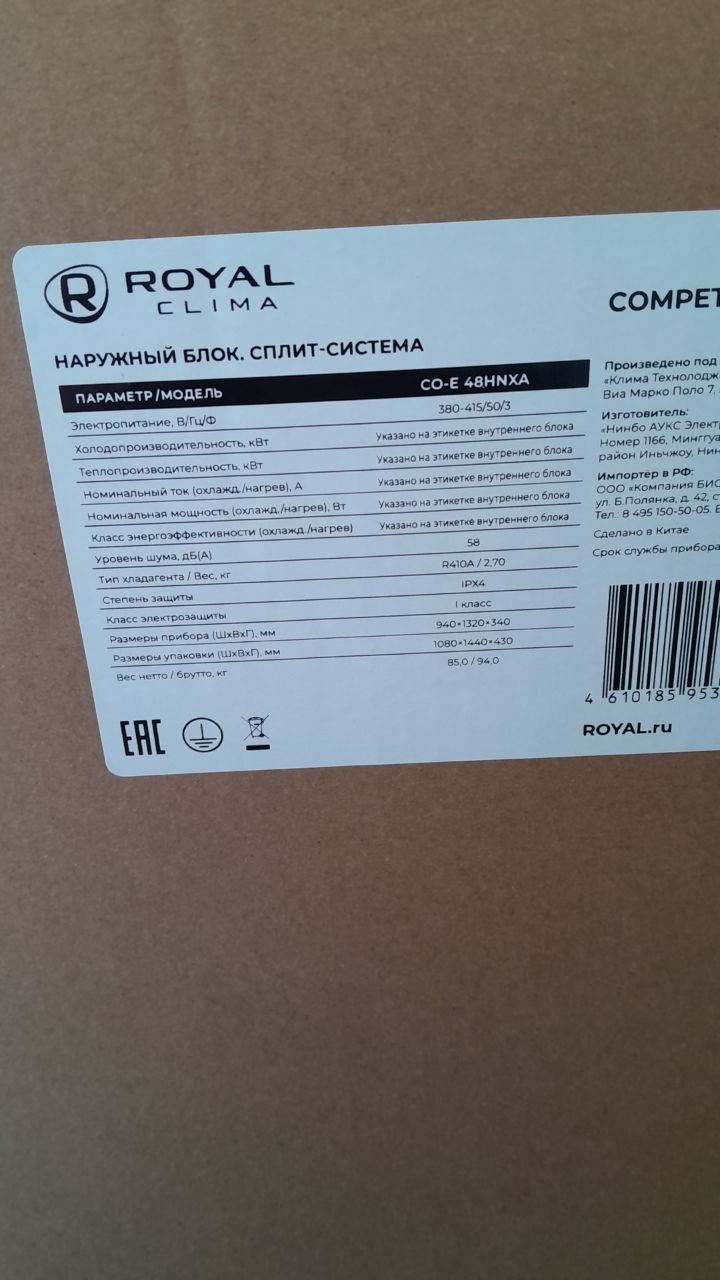 ROYAL
CLIMA
COMPET
НАРУЖНЫЙ БЛОК. СПЛИТ-СИСТЕМА
ПАРАМЕТР/МОДЕЛЬ CO-E 48HNXA
Электропитание, В/Гц/Ф 380-415/50/3
Холодопроизводительность, кВт Указано на этикетке внутреннего блока
Теплопроизводительность, кВт Указано на этикетке внутреннего блока
Номинальный ток (охлажд./нагрев), А Указано на этикетке внутреннего блока
Номинальная мощность (охлажд./нагрев), Вт Указано на этикетке внутреннего блока
Класс энергоэффективности (охлажд./нагрев) Указано на этикетке внутреннего блока
Уровень шума, дБ(А) 58
Тип хладагента / Вес, кг R410A / 2,70
Степень защиты IPX4
Класс электрозащиты I класс
Размеры прибора (ШхВхГ), мм 940×1320×340
Размеры упаковки (ШхВхГ), мм 1080×1440×430
Вес нетто / брутто, кг 85,0 / 94,0
Произведено под
«Клима Технолодж
Виа Марко Поло 7,
Изготовитель:
«Нинбо АУКС Элект
Номер 1166, Минггуа
район Иньчжоу, Нин
Импортер в РФ:
ООО «Компания БИС
ул. Б.Полянка, д. 42, с
Тел.: 8 495 150-50-05. E
Сделано в Китае
Срок службы прибора
4 610185 953
EAC
ROYAL.ru